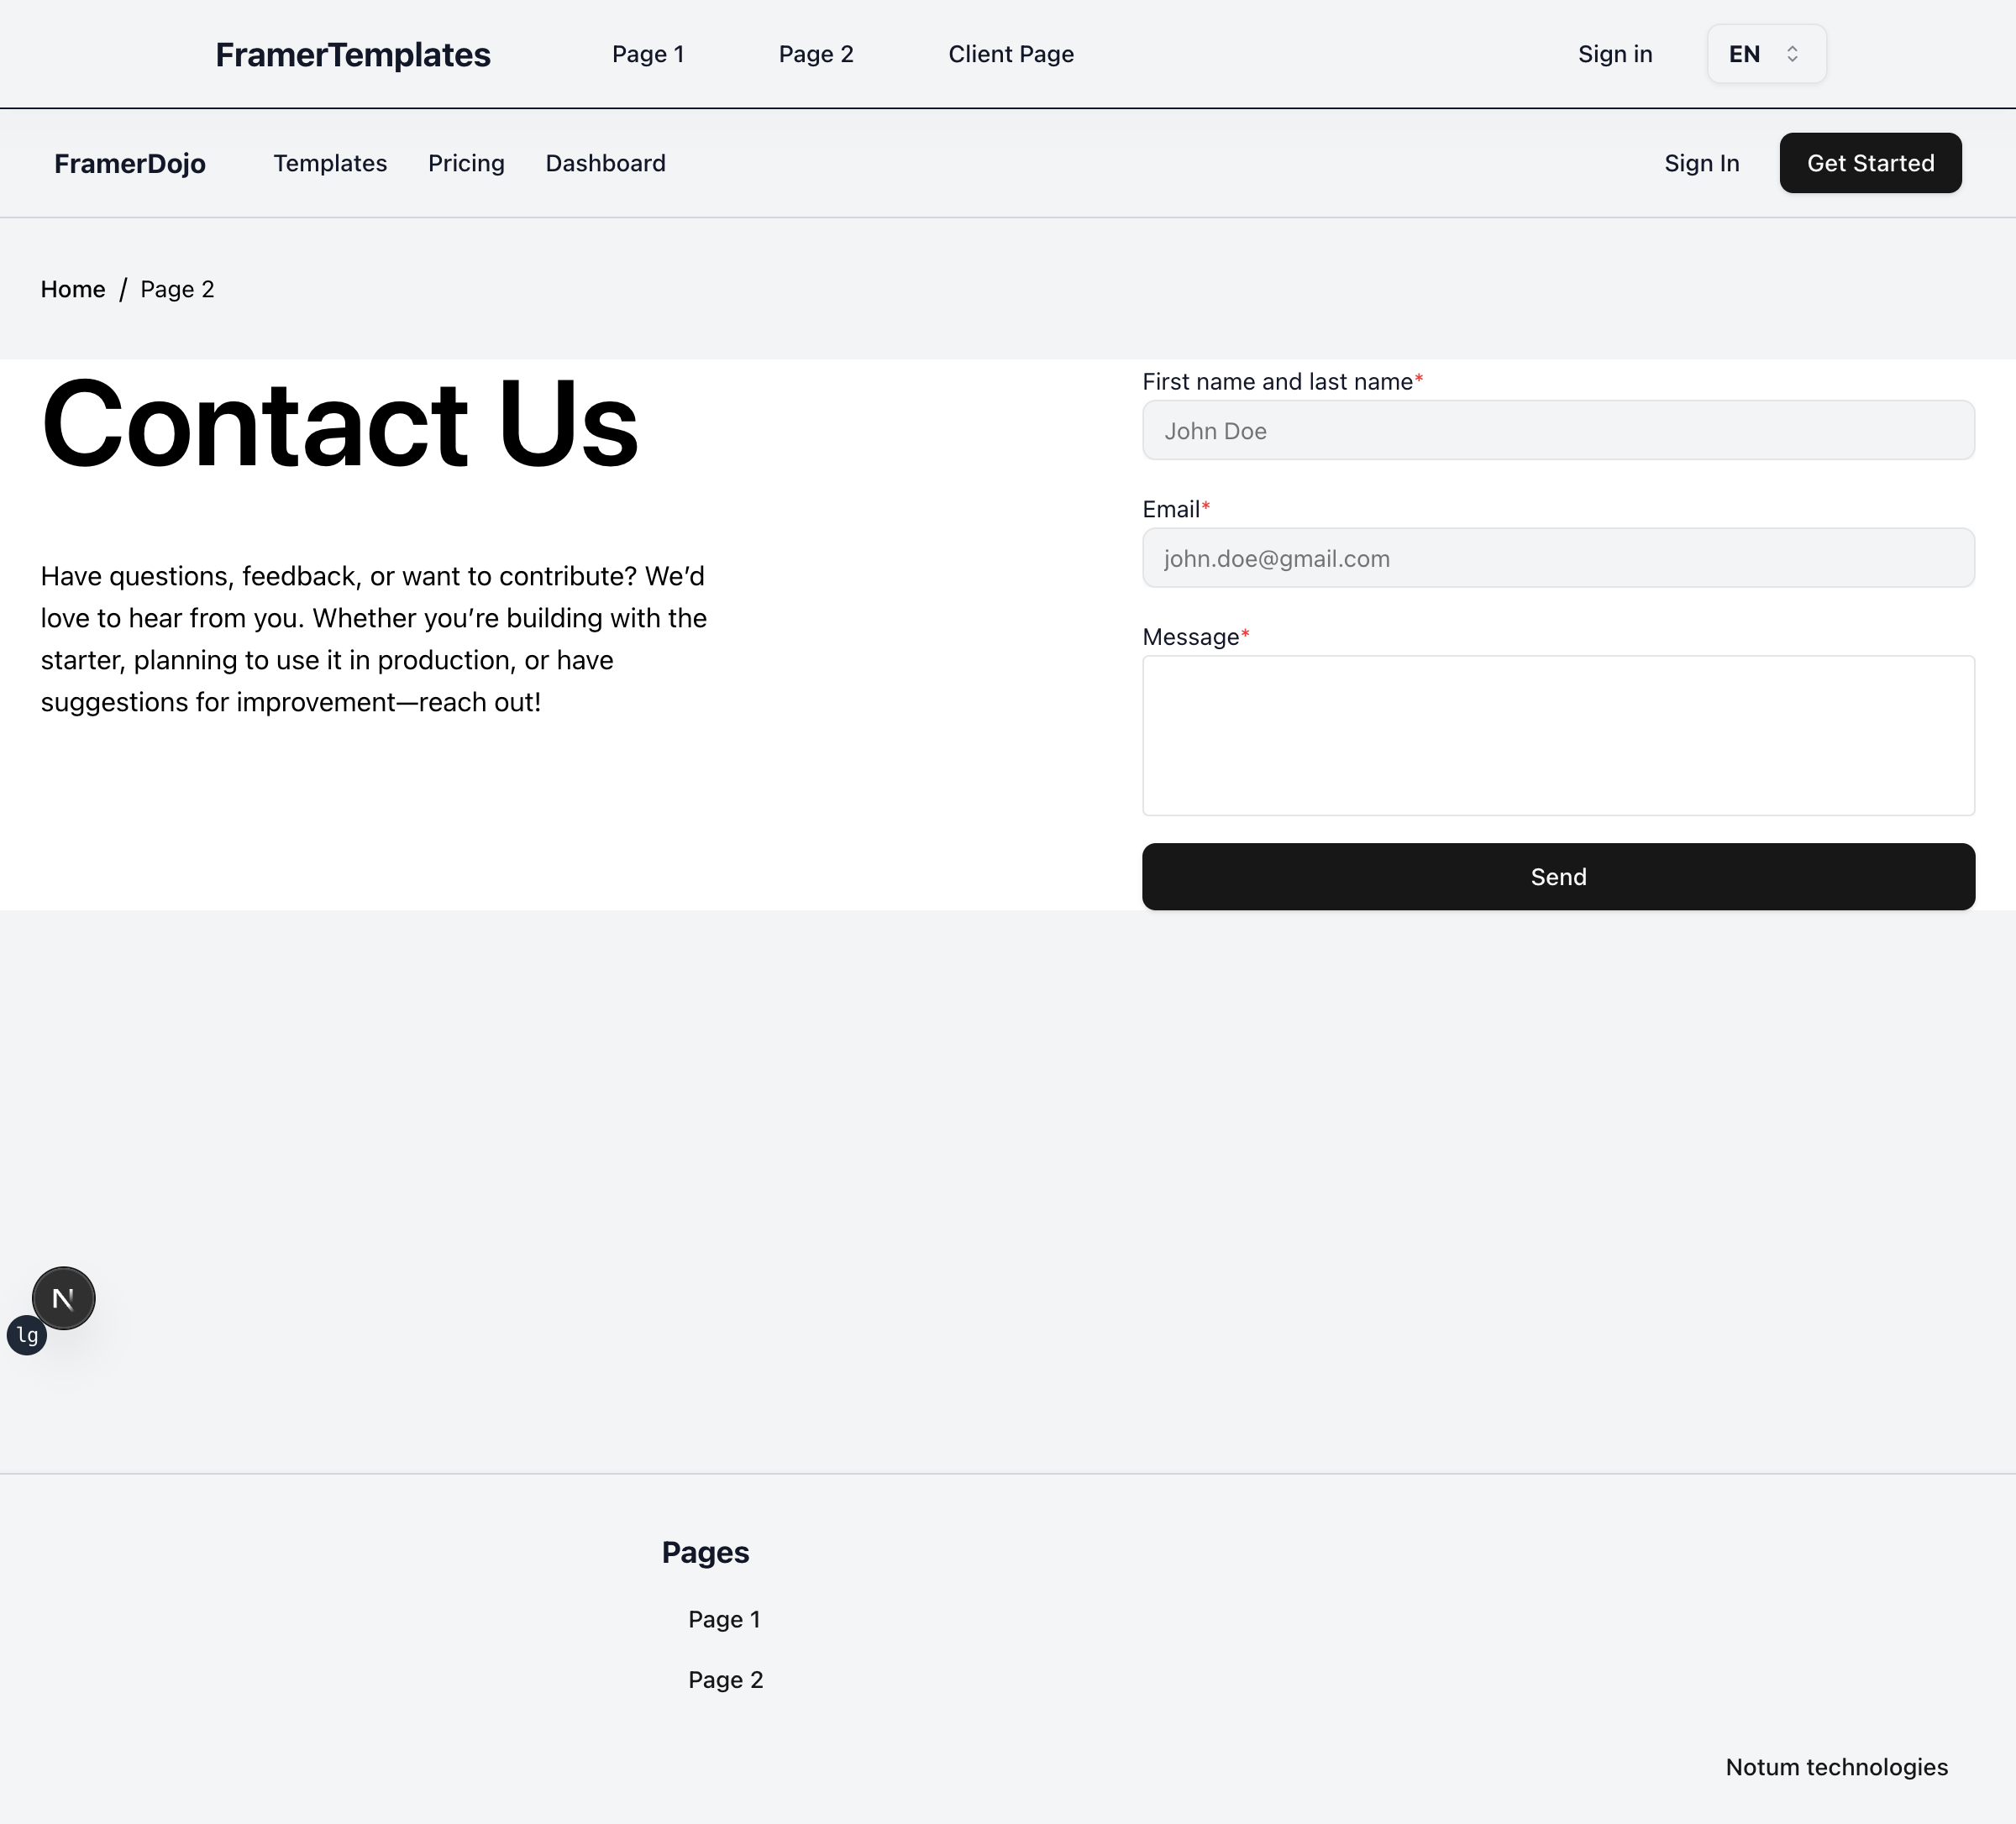 FramerTemplates Page 1 Page 2 Client Page Sign in EN
FramerDojo Templates Pricing Dashboard Sign In Get Started
Home / Page 2
Contact Us
Have questions, feedback, or want to contribute? We’d
love to hear from you. Whether you’re building with the
starter, planning to use it in production, or have
suggestions for improvement—reach out!
First name and last name*
John Doe
Email*
john.doe@gmail.com
Message*
Send
N
lg
Pages
Page 1
Page 2
Notum technologies